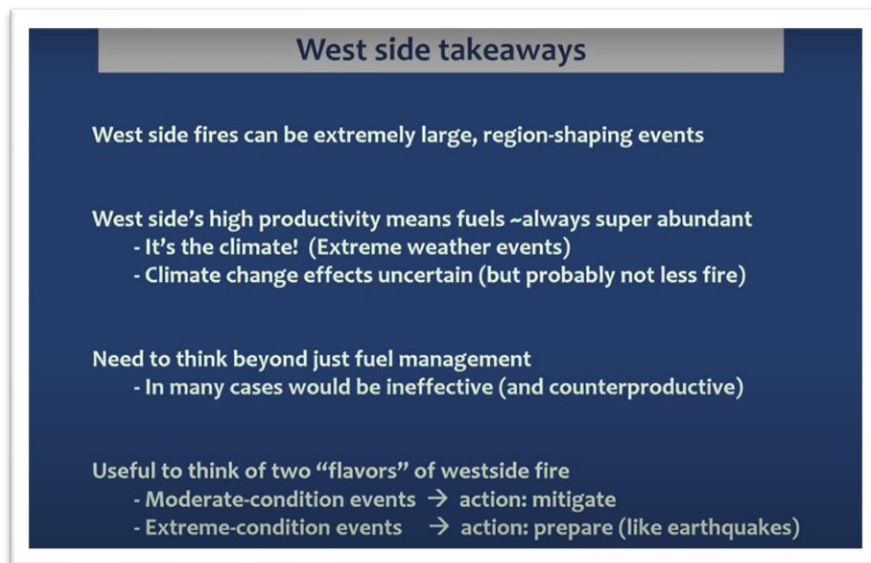 West side takeaways
West side fires can be extremely large, region-shaping events
West side's high productivity means fuels ~always super abundant
- It's the climate! (Extreme weather events)
- Climate change effects uncertain (but probably not less fire)
Need to think beyond just fuel management
- In many cases would be ineffective (and counterproductive)
Useful to think of two “flavors” of westside fire
- Moderate-condition events → action: mitigate
- Extreme-condition events → action: prepare (like earthquakes)